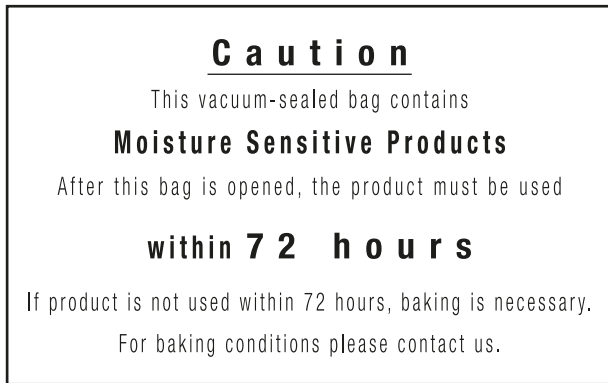 Caution
This vacuum-sealed bag contains
Moisture Sensitive Products
After this bag is opened, the product must be used
within 72 hours
If product is not used within 72 hours, baking is necessary.
For baking conditions please contact us.